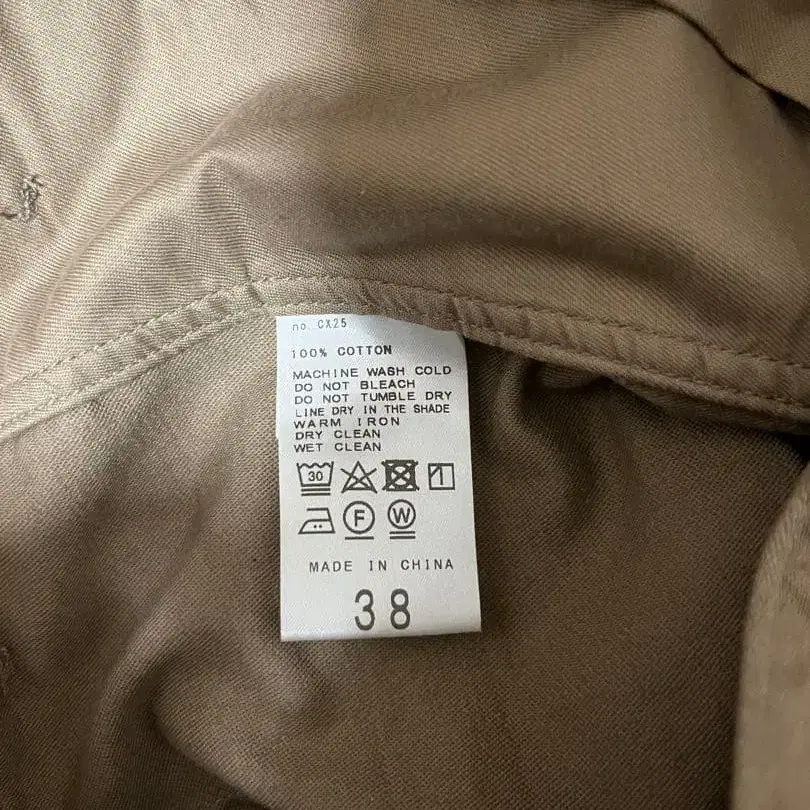 no. CX25
100% COTTON
MACHINE WASH COLD
DO NOT BLEACH
DO NOT TUMBLE DRY
LINE DRY IN THE SHADE
WARM IRON
DRY CLEAN
WET CLEAN
30
F W
MADE IN CHINA
38